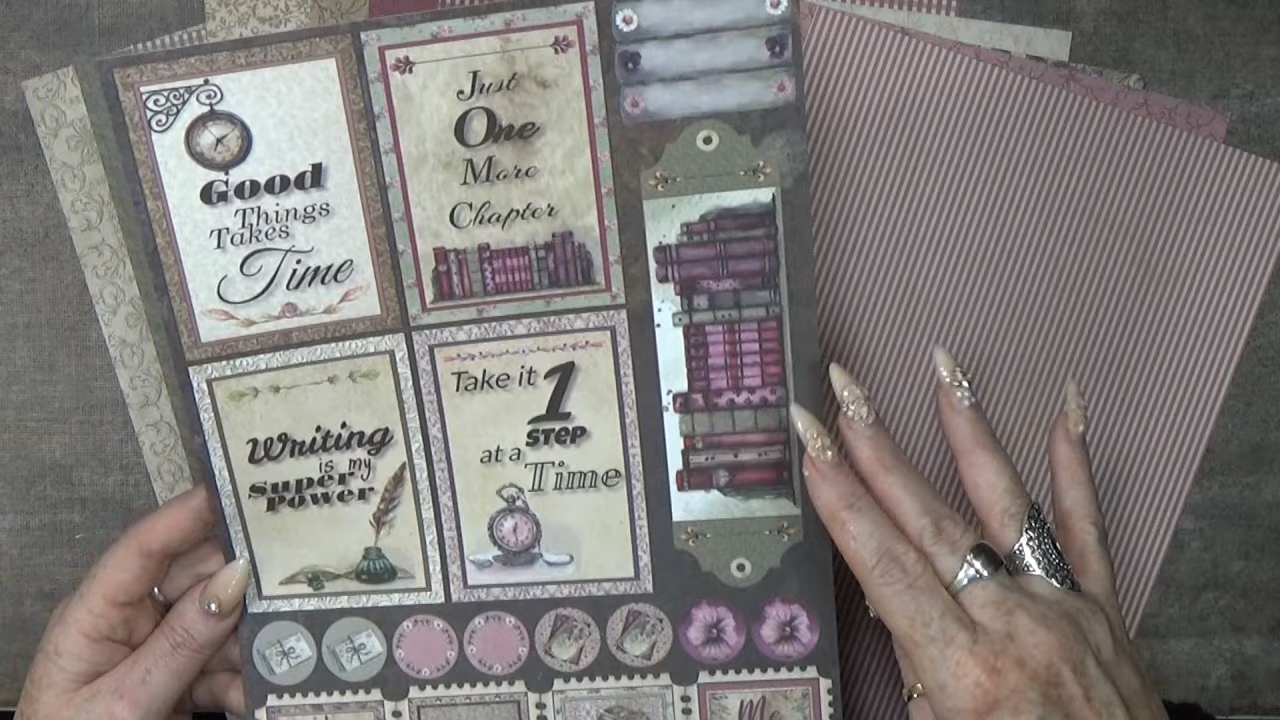 Good
Things
Takes
Time
Just
One
More
Chapter
Writing
is my
Super
Power
Take it 1
STEP
at a
Time
Me